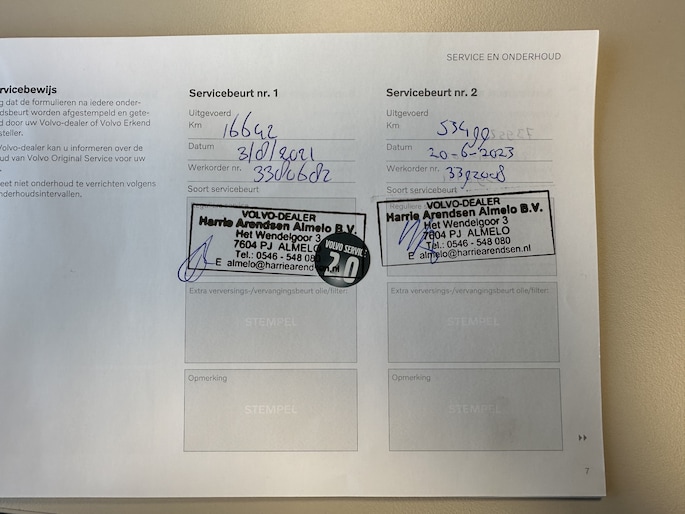 SERVICE EN ONDERHOUD
rvicebewijs
g dat de formulieren na iedere onder-
dsbeurt worden afgestempeld en gete-
d door uw Volvo-dealer of Volvo Erkend
steller.
Volvo-dealer kan u informeren over de
ud van Volvo Original Service voor uw
eet niet onderhoud te verrichten volgens
nderhoudsintervallen.
Servicebeurt nr. 1
Uitgevoerd
Km 16642
Datum
Werkorder nr.
Soort servicebeurt
VOLVO-DEALER
Harrie Arendsen Almelo B.V.
Het Wendelgoor 3
7604 PJ ALMELO
Tel.: 0546 - 548 080
E almelo@harriearendsen.nl
VOLVO SERVICE
2.0
Extra verversings-/vervangingsbeurt olie/filter:
STEMPEL
Opmerking
STEMPEL
Servicebeurt nr. 2
Uitgevoerd
Km
Datum 20-6-2023
Werkorder nr.
Soort servicebeurt
VOLVO-DEALER
Harrie Arendsen Almelo B.V.
Het Wendelgoor 3
7604 PJ ALMELO
Tel.: 0546 - 548 080
E almelo@harriearendsen.nl
Extra verversings-/vervangingsbeurt olie/filter:
STEMPEL
Opmerking
STEMPEL
7